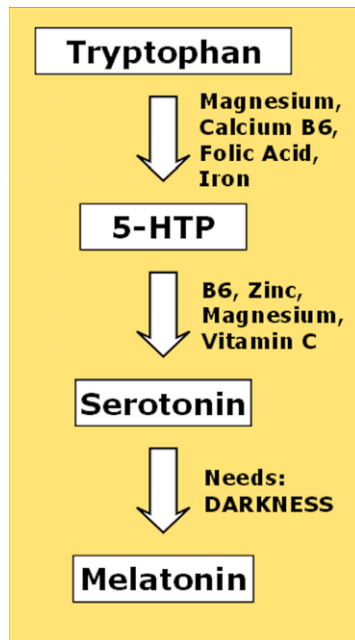 Tryptophan
Magnesium,
Calcium B6,
Folic Acid,
Iron
5-HTP
B6, Zinc,
Magnesium,
Vitamin C
Serotonin
Needs:
DARKNESS
Melatonin